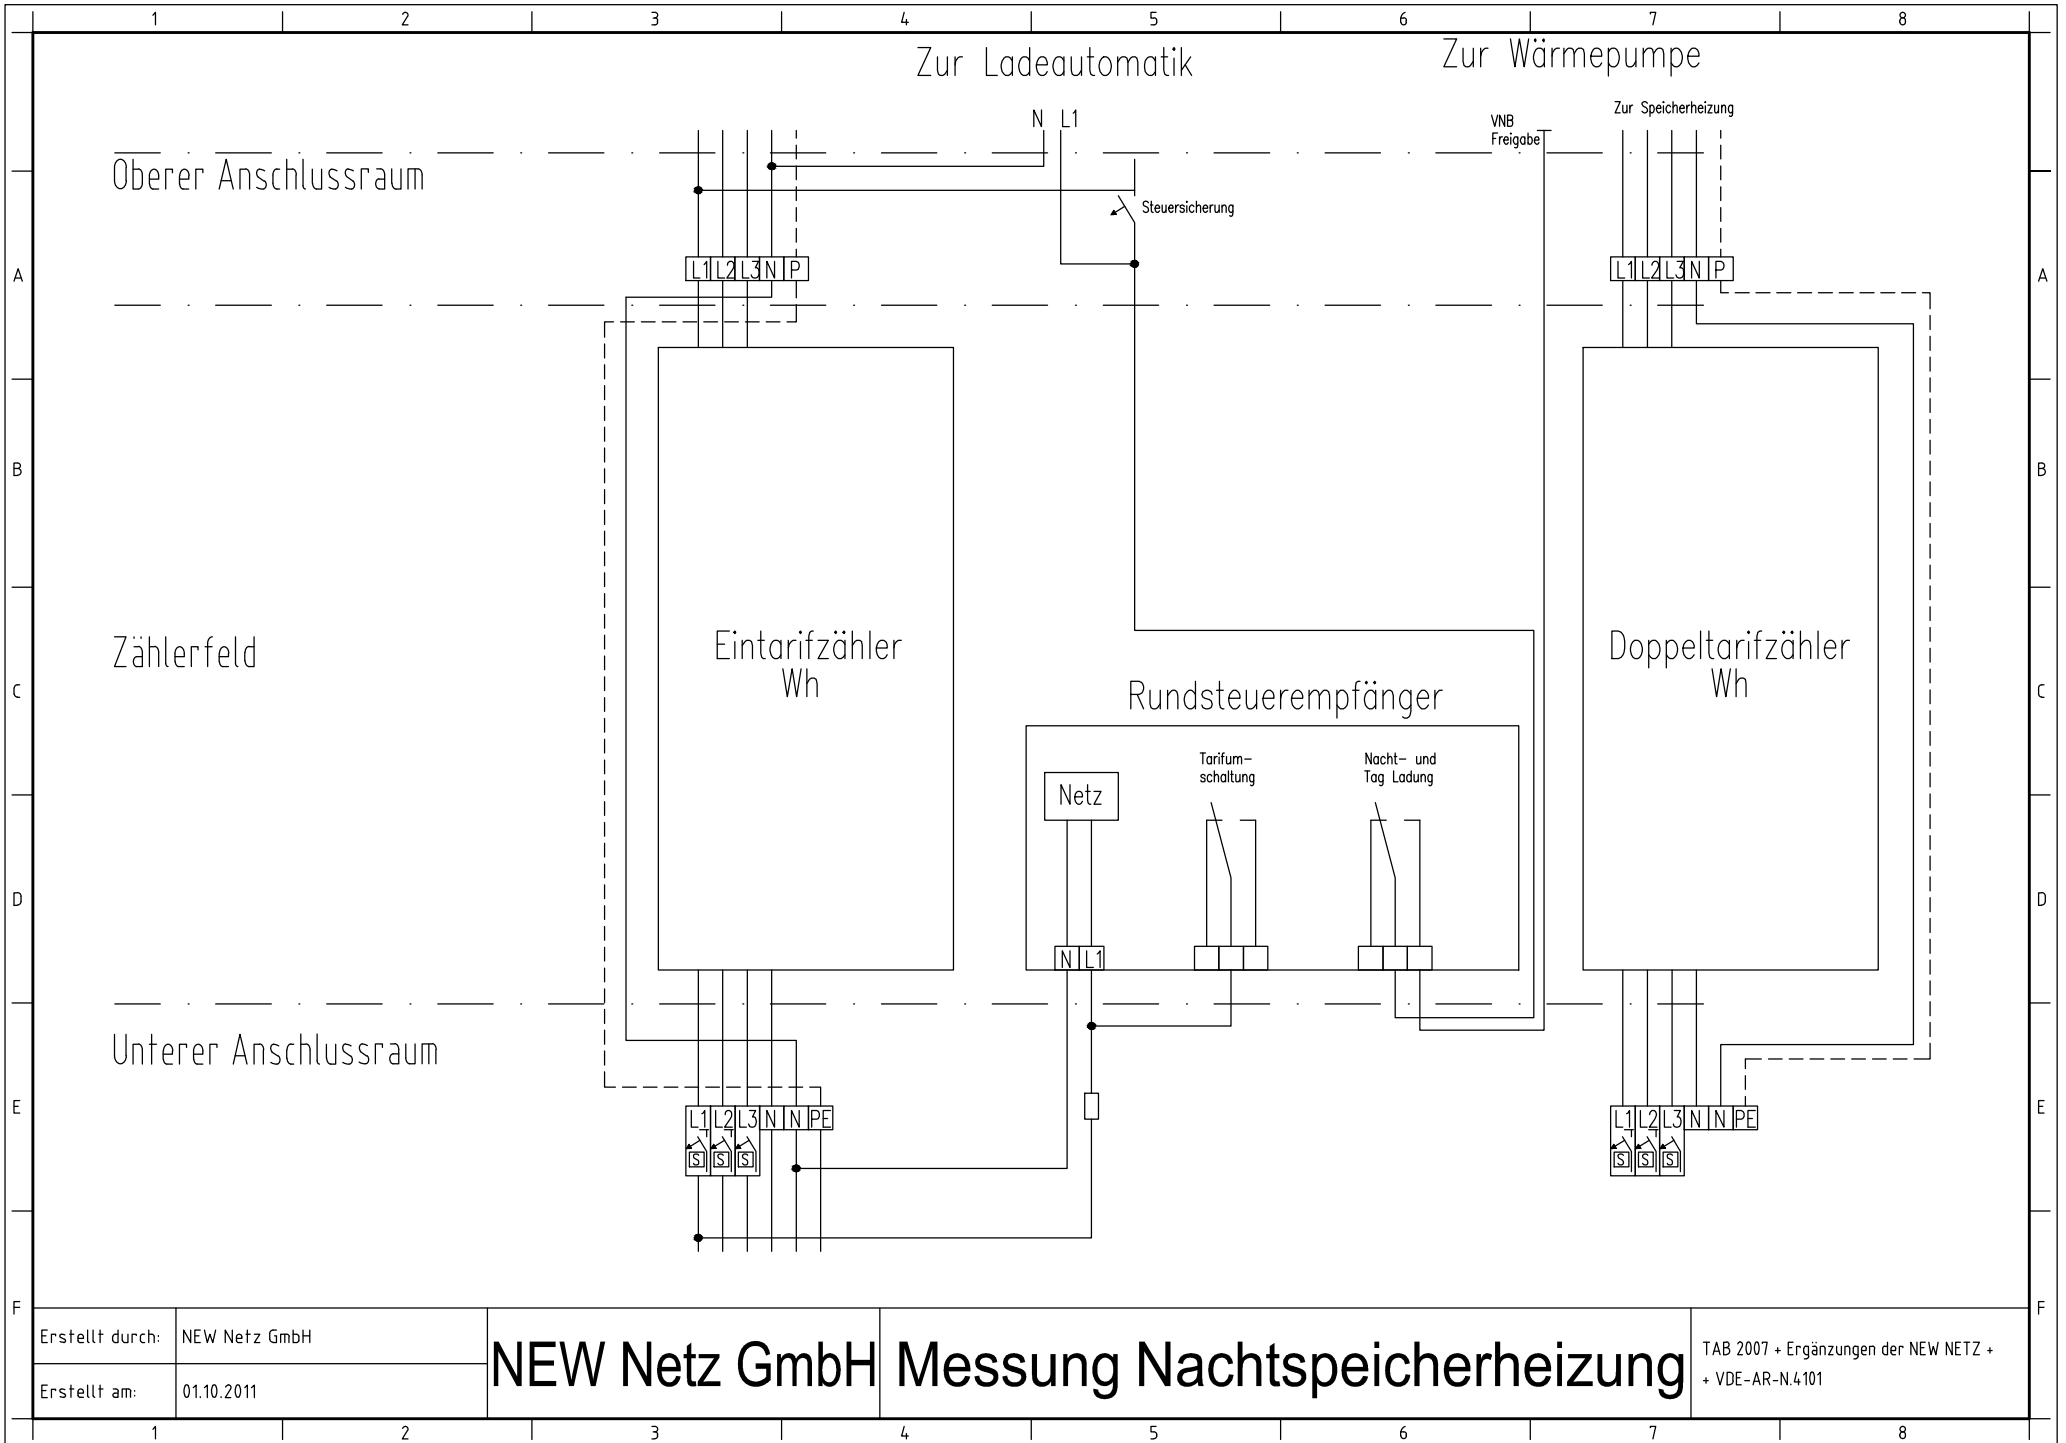 1 2 3 4 5 6 7 8
Zur Ladeautomatik
Zur Wärmepumpe
Zur Speicherheizung
N L1
VNB
Freigabe
Oberer Anschlussraum
Steuersicherung
A
L1 L2 L3 N P
L1 L2 L3 N P
A
B
B
Zählerfeld
Eintarifzähler
Wh
Doppeltarifzähler
Wh
C
C
Rundsteuerempfänger
Tarifum-
schaltung
Nacht- und
Tag Ladung
Netz
D
D
N L1
Unterer Anschlussraum
E
L1 L2 L3 N N PE
L1 L2 L3 N N PE
E
S S S
S S S
F
F
Erstellt durch: NEW Netz GmbH
Erstellt am: 01.10.2011
NEW Netz GmbH
Messung Nachtspeicherheizung
TAB 2007 + Ergänzungen der NEW NETZ +
+ VDE-AR-N.4101
1 2 3 4 5 6 7 8